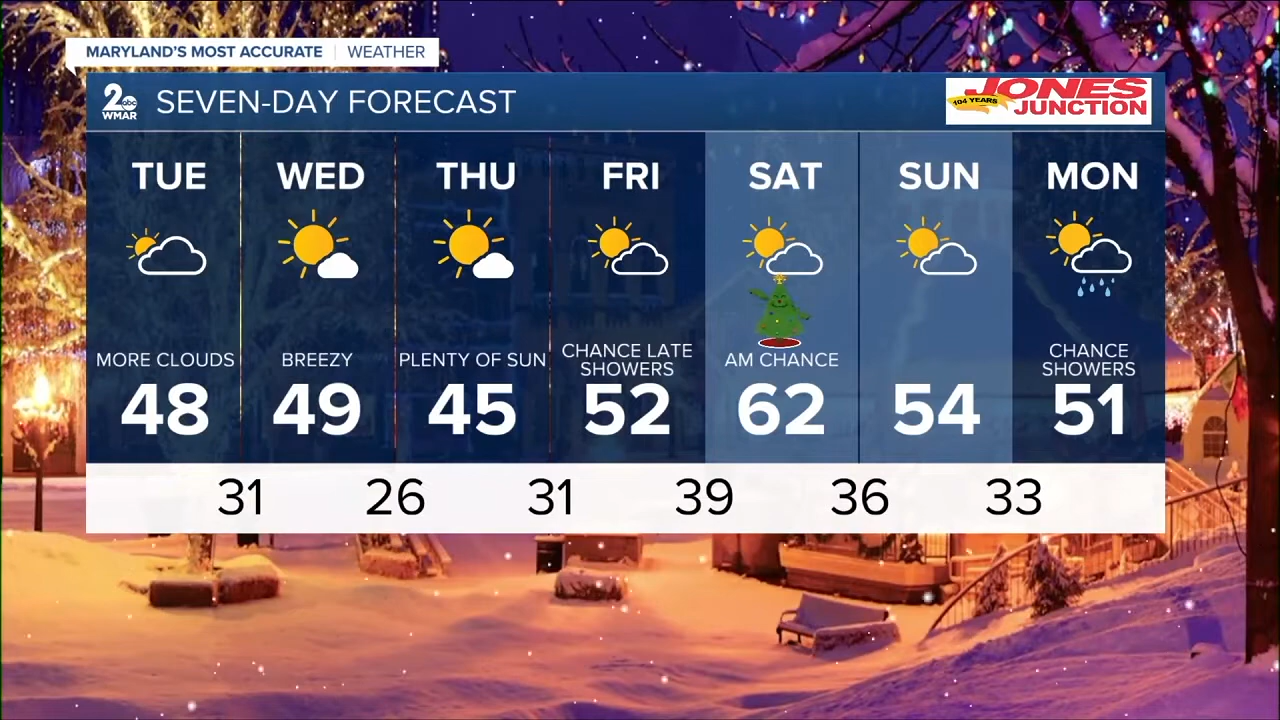 MARYLAND'S MOST ACCURATE | WEATHER
2 abc
WMAR
SEVEN-DAY FORECAST
JONES
104 YEARS
JUNCTION
TUE WED THU FRI SAT SUN MON
MORE CLOUDS BREEZY PLENTY OF SUN CHANCE LATE SHOWERS AM CHANCE CHANCE SHOWERS
48 49 45 52 62 54 51
31 26 31 39 36 33